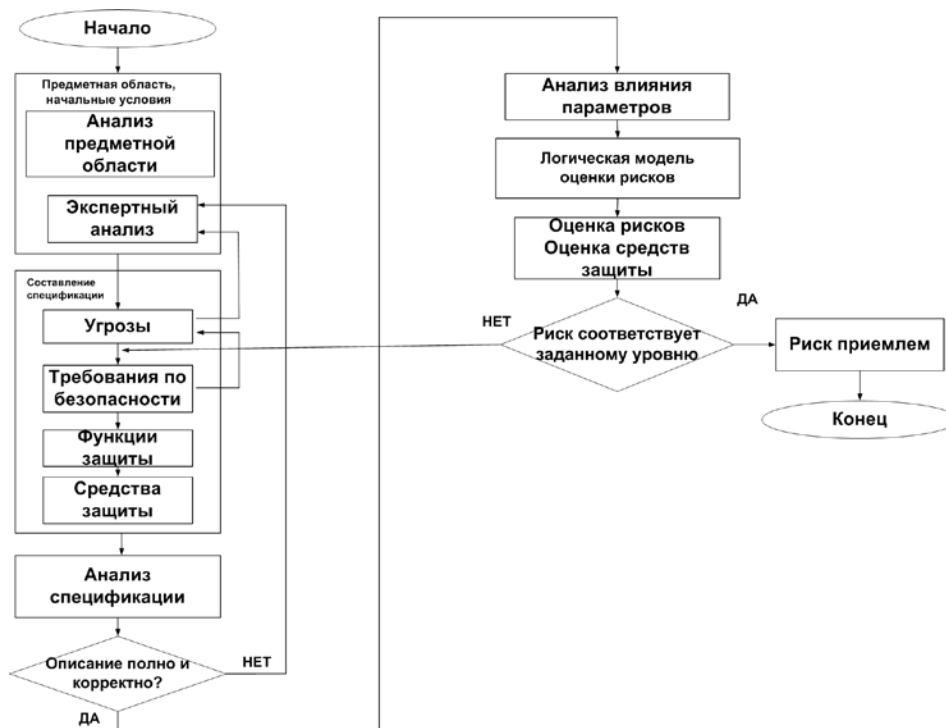 Начало
Предметная область,
начальные условия
Анализ
предметной
области
Экспертный
анализ
Составление
спецификации
Угрозы
Требования по
безопасности
Функции
защиты
Средства
защиты
Анализ
спецификации
Описание полно и
корректно?
НЕТ
ДА
Анализ влияния
параметров
Логическая модель
оценки рисков
Оценка рисков
Оценка средств
защиты
Риск соответствует
заданному уровню
НЕТ
ДА
Риск приемлем
Конец